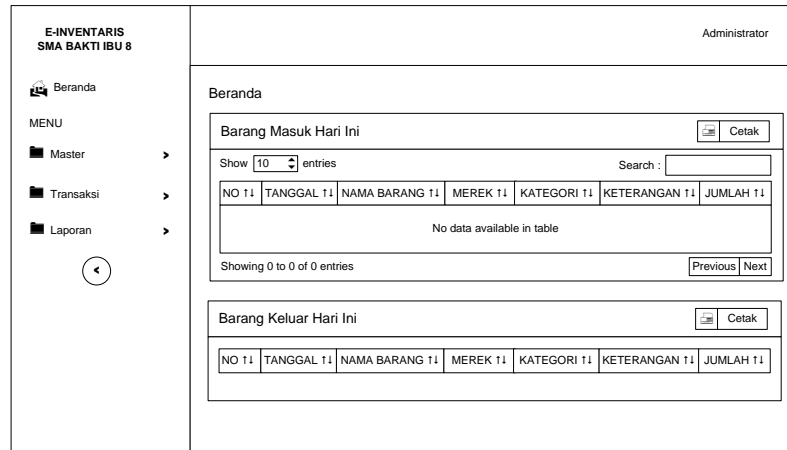 E-INVENTARIS
SMA BAKTI IBU 8
Administrator
Beranda
MENU
Master
Transaksi
Laporan
Beranda
Barang Masuk Hari Ini
Cetak
Show 10 entries
Search :
NO ↑↓ TANGGAL ↑↓ NAMA BARANG ↑↓ MEREK ↑↓ KATEGORI ↑↓ KETERANGAN ↑↓ JUMLAH ↑↓
No data available in table
Showing 0 to 0 of 0 entries
Previous Next
Barang Keluar Hari Ini
Cetak
NO ↑↓ TANGGAL ↑↓ NAMA BARANG ↑↓ MEREK ↑↓ KATEGORI ↑↓ KETERANGAN ↑↓ JUMLAH ↑↓